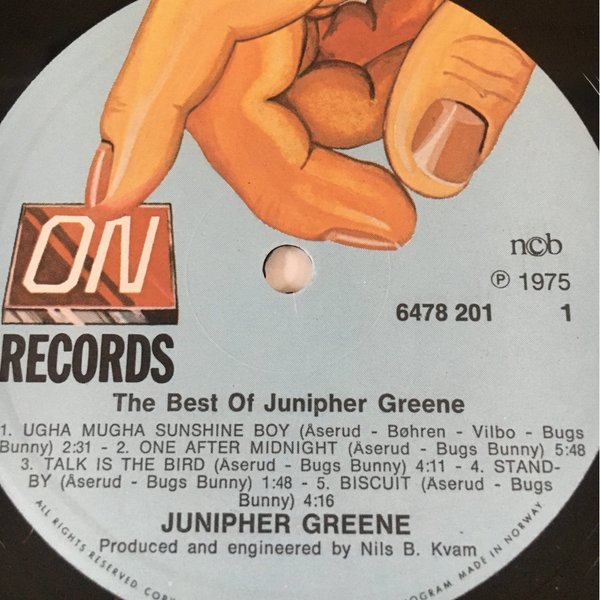 ON
RECORDS
ncb
Ⓟ 1975
6478 201 1
The Best Of Junipher Greene
1. UGHA MUGHA SUNSHINE BOY (Åserud - Bøhren - Vilbo - Bugs
Bunny) 2:31 - 2. ONE AFTER MIDNIGHT (Åserud - Bugs Bunny) 5:48
3. TALK IS THE BIRD (Åserud - Bugs Bunny) 4:11 - 4. STAND-
BY (Åserud - Bugs Bunny) 1:48 - 5. BISCUIT (Åserud - Bugs
Bunny) 4:16
JUNIPHER GREENE
Produced and engineered by Nils B. Kvam
ALL RIGHTS RESERVED
MADE IN NORWAY